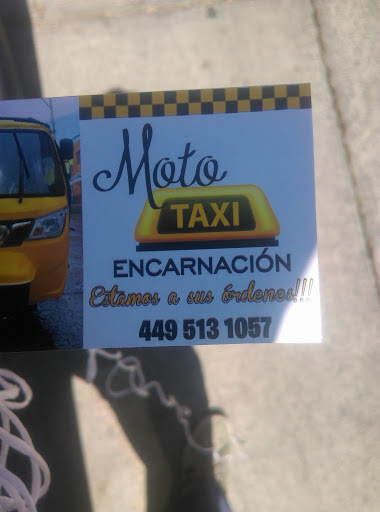 Moto
TAXI
ENCARNACIÓN
Estamos a sus órdenes!!!
449 513 1057